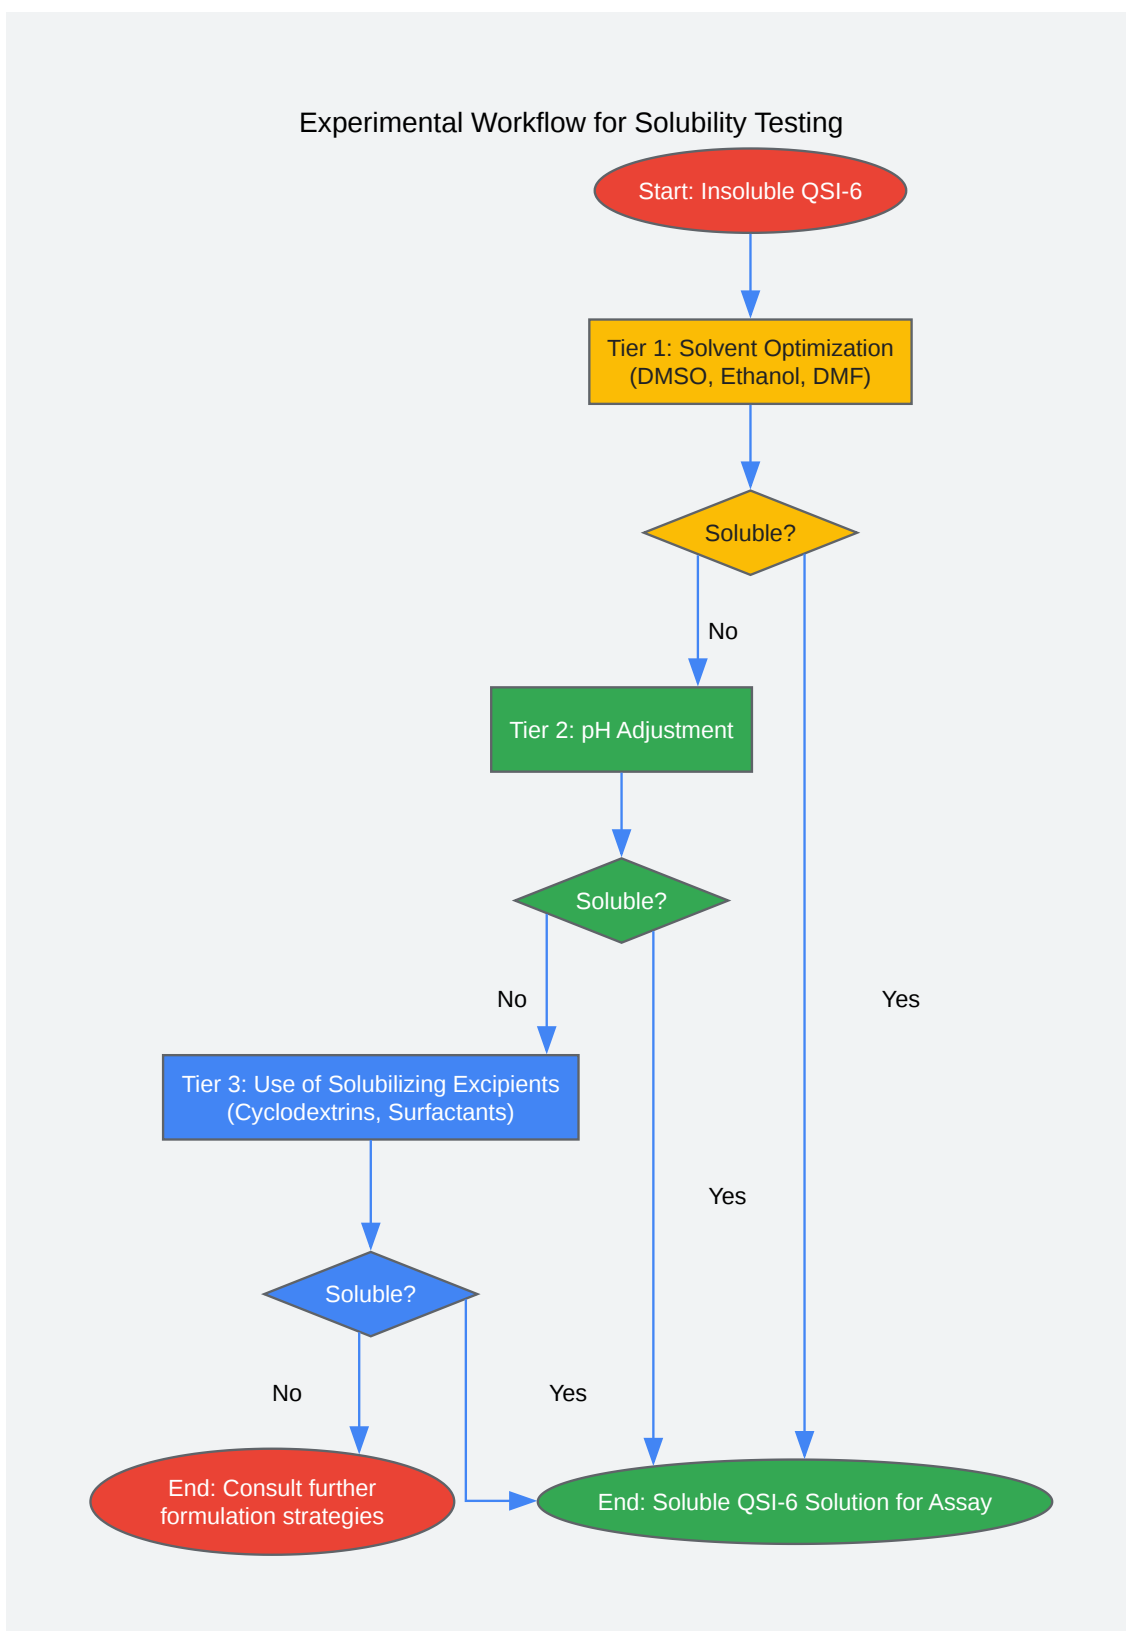 Experimental Workflow for Solubility Testing
Start: Insoluble QSI-6
Tier 1: Solvent Optimization
(DMSO, Ethanol, DMF)
Soluble?
No
Tier 2: pH Adjustment
Soluble?
No
Yes
Tier 3: Use of Solubilizing Excipients
(Cyclodextrins, Surfactants)
Yes
Soluble?
No
Yes
End: Consult further
formulation strategies
End: Soluble QSI-6 Solution for Assay